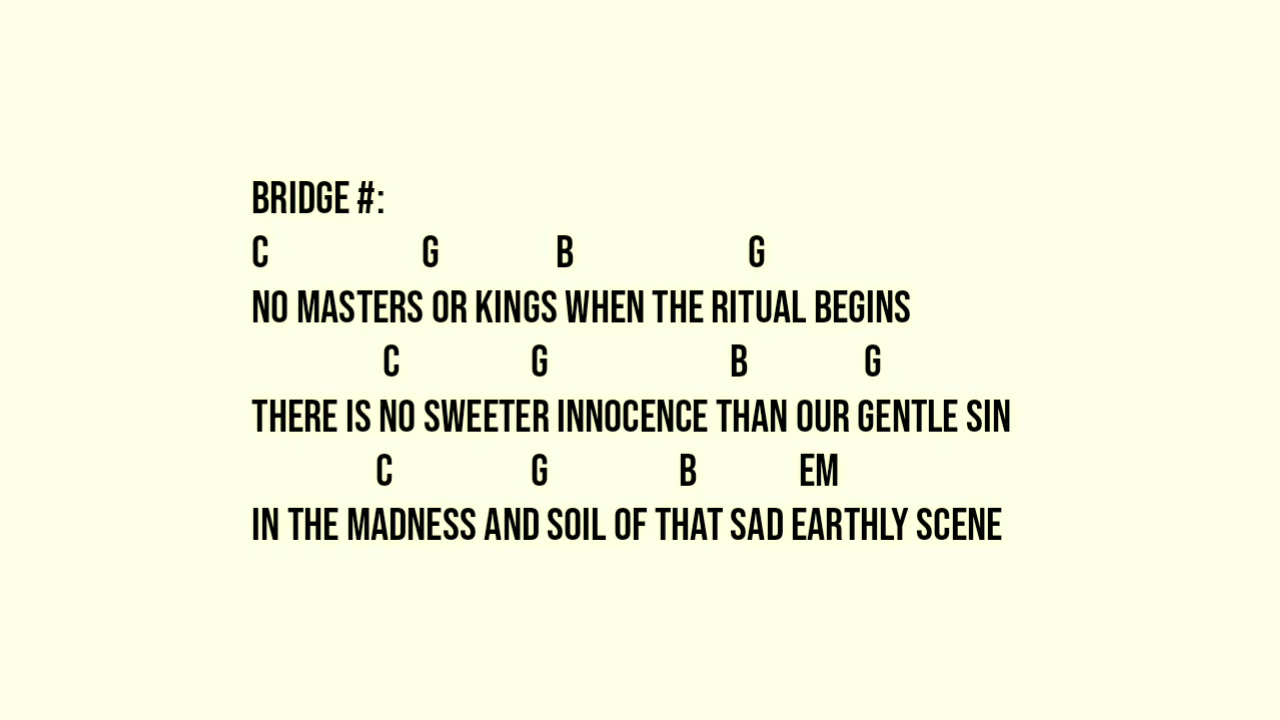 BRIDGE #:
C G B G
NO MASTERS OR KINGS WHEN THE RITUAL BEGINS
C G B G
THERE IS NO SWEETER INNOCENCE THAN OUR GENTLE SIN
C G B EM
IN THE MADNESS AND SOIL OF THAT SAD EARTHLY SCENE